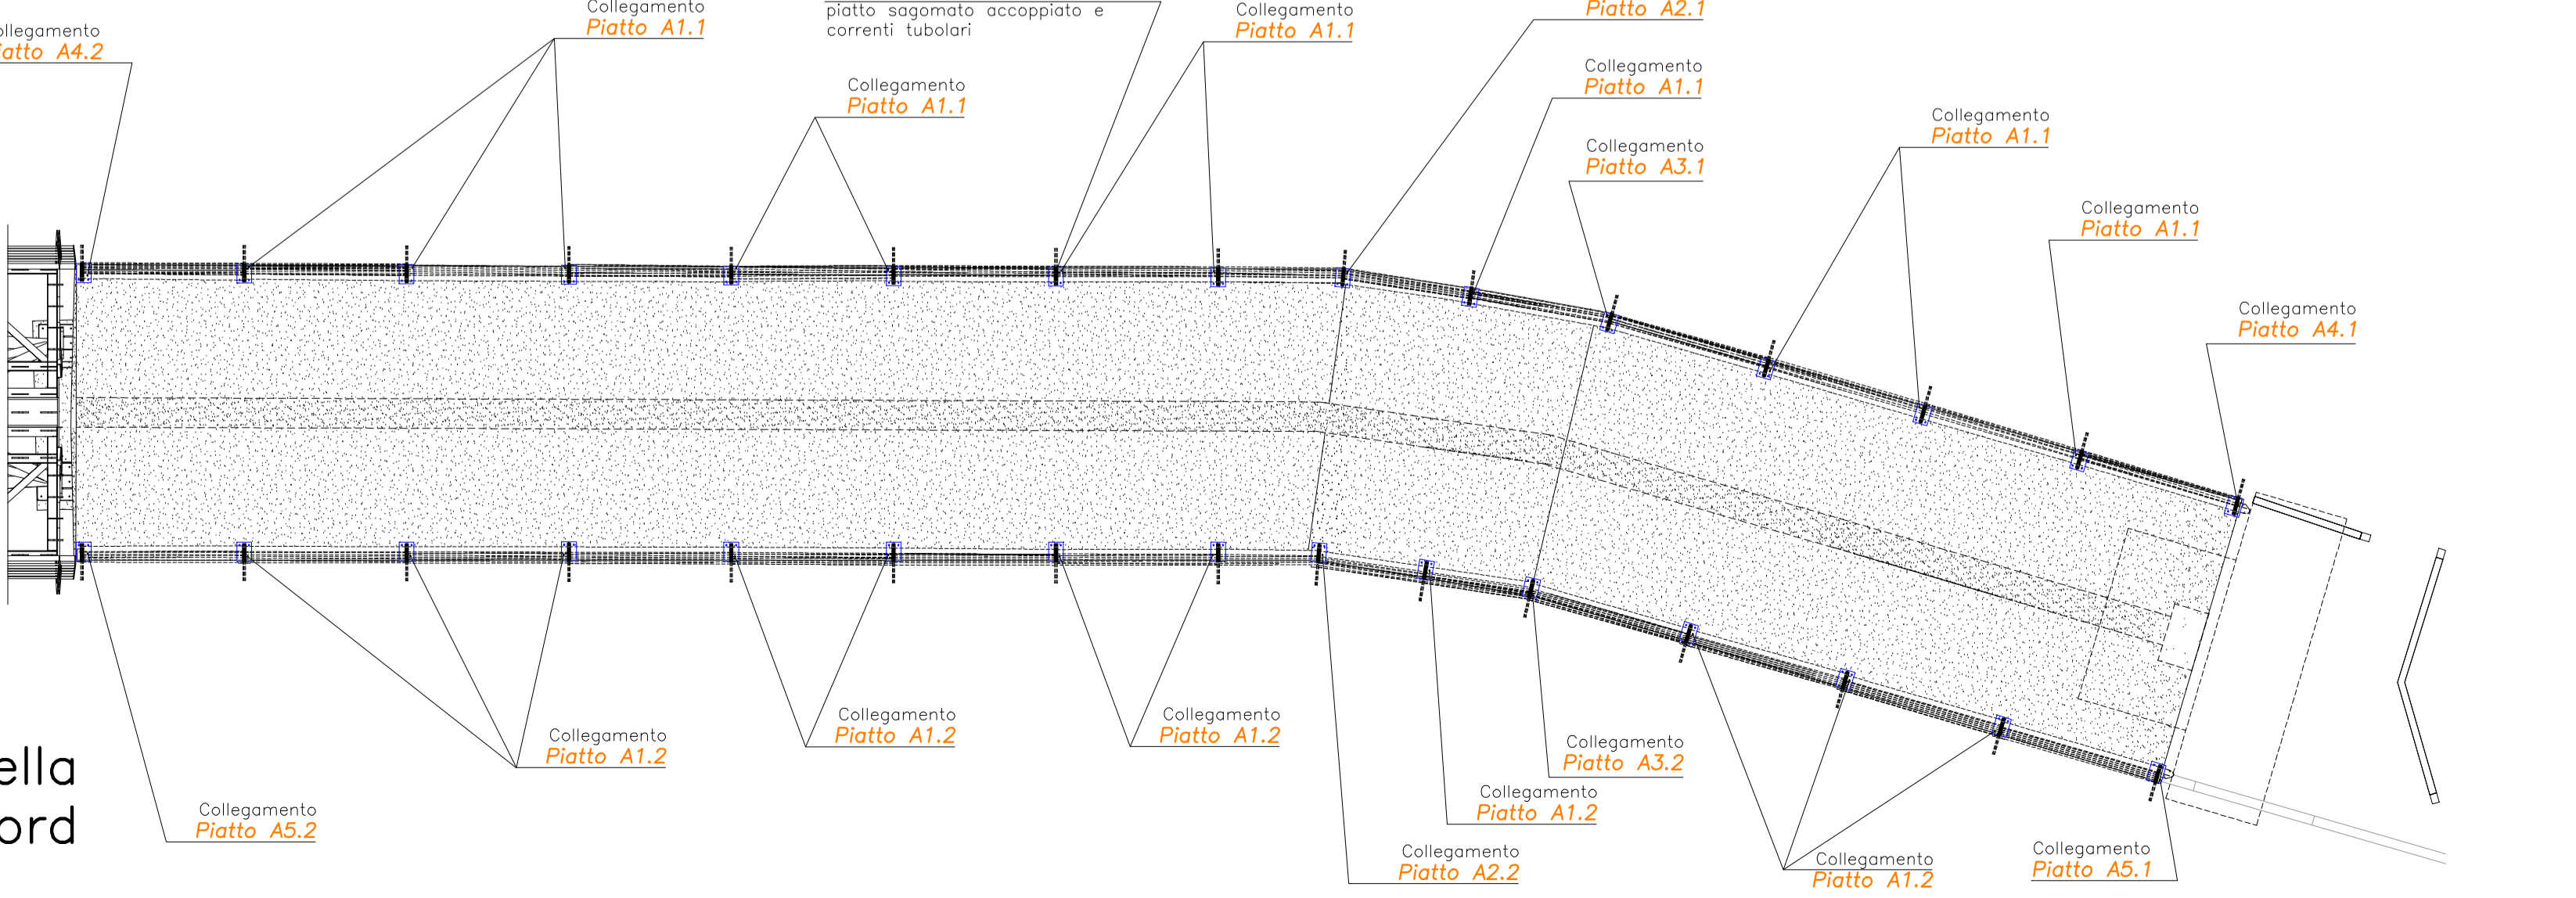 Collegamento
Piatto A1.1
piatto sagomato accoppiato e
correnti tubolari
Collegamento
Piatto A1.1
Piatto A2.1
A4.2
Collegamento
Piatto A1.1
Collegamento
Piatto A1.1
Collegamento
Piatto A3.1
Collegamento
Piatto A1.1
Collegamento
Piatto A1.1
Collegamento
Piatto A4.1
Collegamento
Piatto A1.2
Collegamento
Piatto A1.2
Collegamento
Piatto A1.2
Collegamento
Piatto A3.2
Collegamento
Piatto A1.2
Collegamento
Piatto A5.2
Collegamento
Piatto A2.2
Collegamento
Piatto A1.2
Collegamento
Piatto A5.1